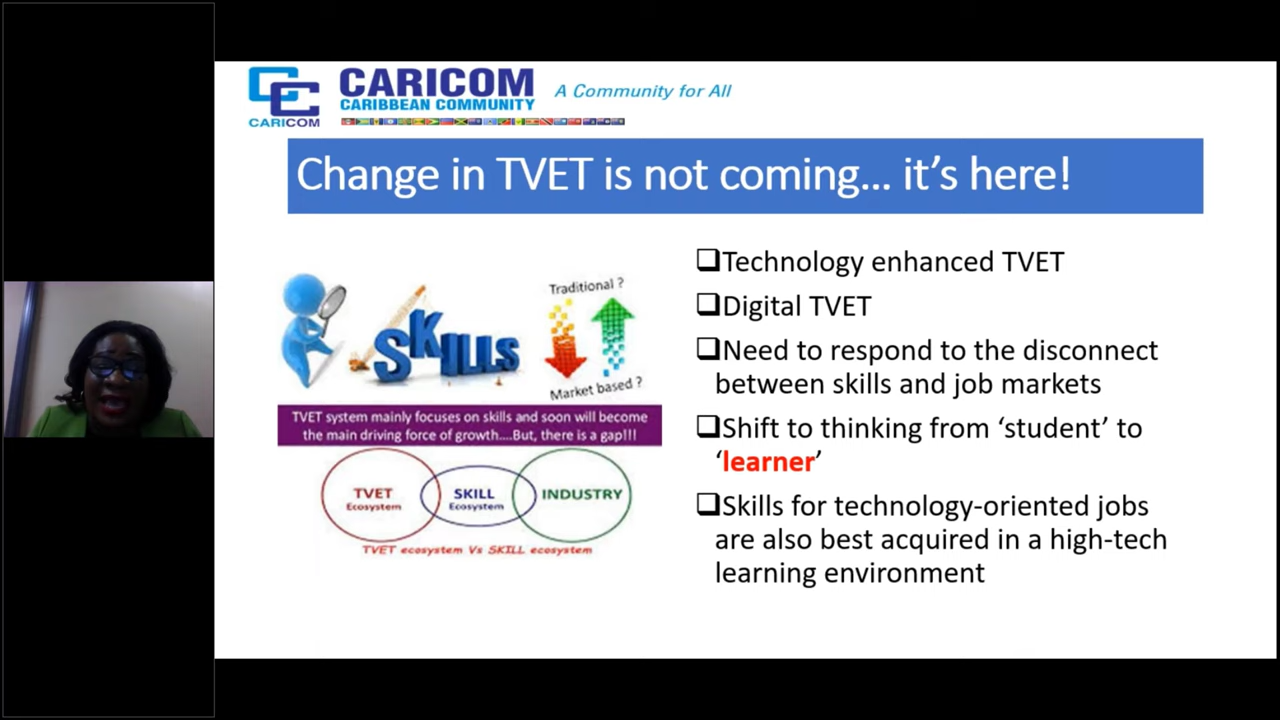 CARICOM
CARICOM
CARIBBEAN COMMUNITY
A Community for All
Change in TVET is not coming... it's here!
Traditional ?
SKILLS
Market based ?
TVET system mainly focuses on skills and soon will become
the main driving force of growth....But, there is a gap!!!
TVET
Ecosystem
SKILL
Ecosystem
INDUSTRY
TVET ecosystem Vs SKILL ecosystem
❑Technology enhanced TVET
❑Digital TVET
❑Need to respond to the disconnect
between skills and job markets
❑Shift to thinking from ‘student’ to
‘learner’
❑Skills for technology-oriented jobs
are also best acquired in a high-tech
learning environment